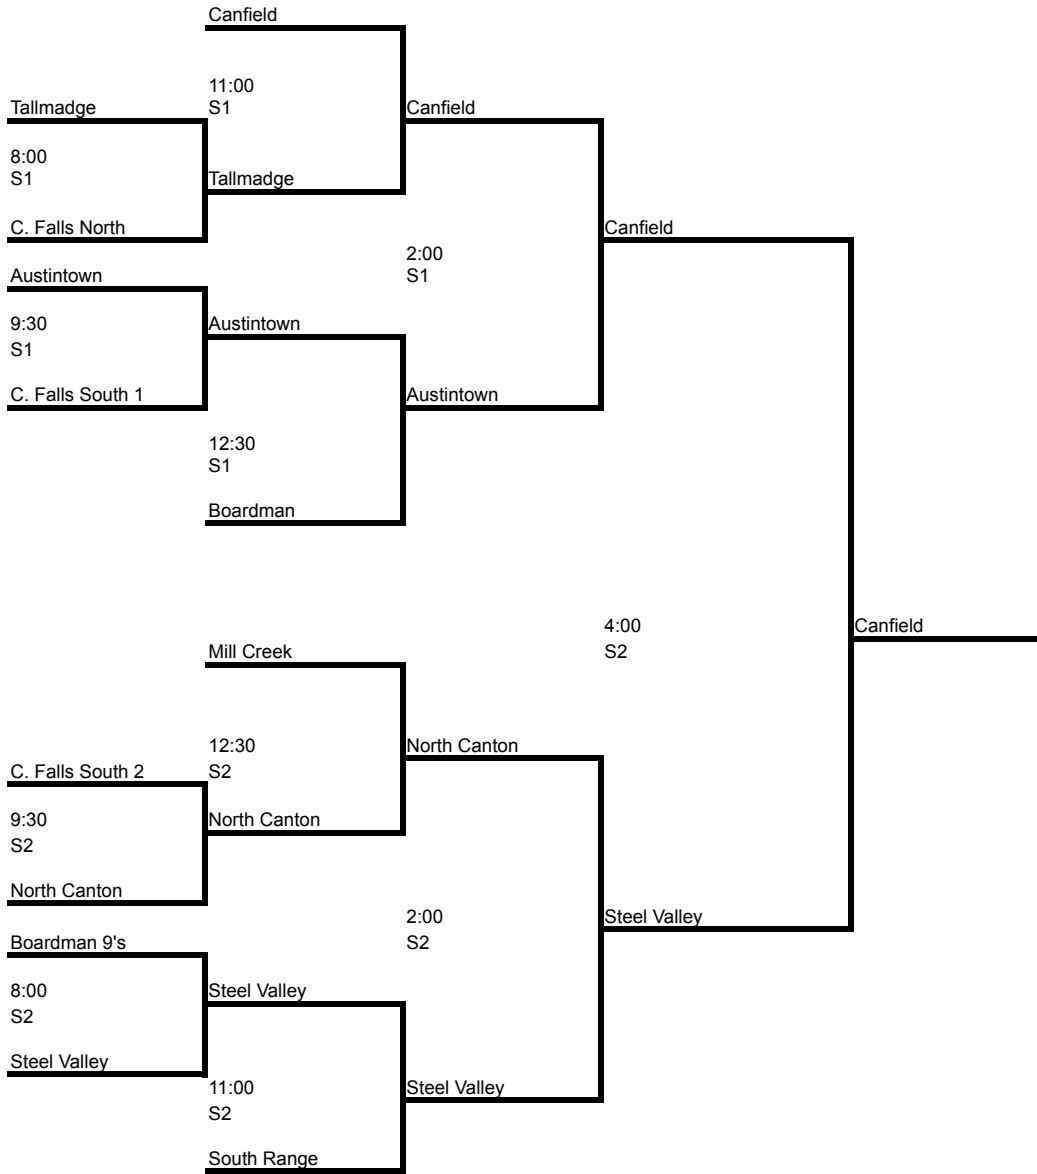 Canfield
11:00
S1
Tallmadge
Canfield
8:00
S1
Tallmadge
C. Falls North
Canfield
2:00
S1
Austintown
9:30
S1
Austintown
C. Falls South 1
Austintown
12:30
S1
Boardman
4:00
S2
Canfield
Mill Creek
12:30
S2
North Canton
C. Falls South 2
9:30
S2
North Canton
North Canton
2:00
S2
Steel Valley
Boardman 9's
8:00
S2
Steel Valley
Steel Valley
11:00
S2
Steel Valley
South Range